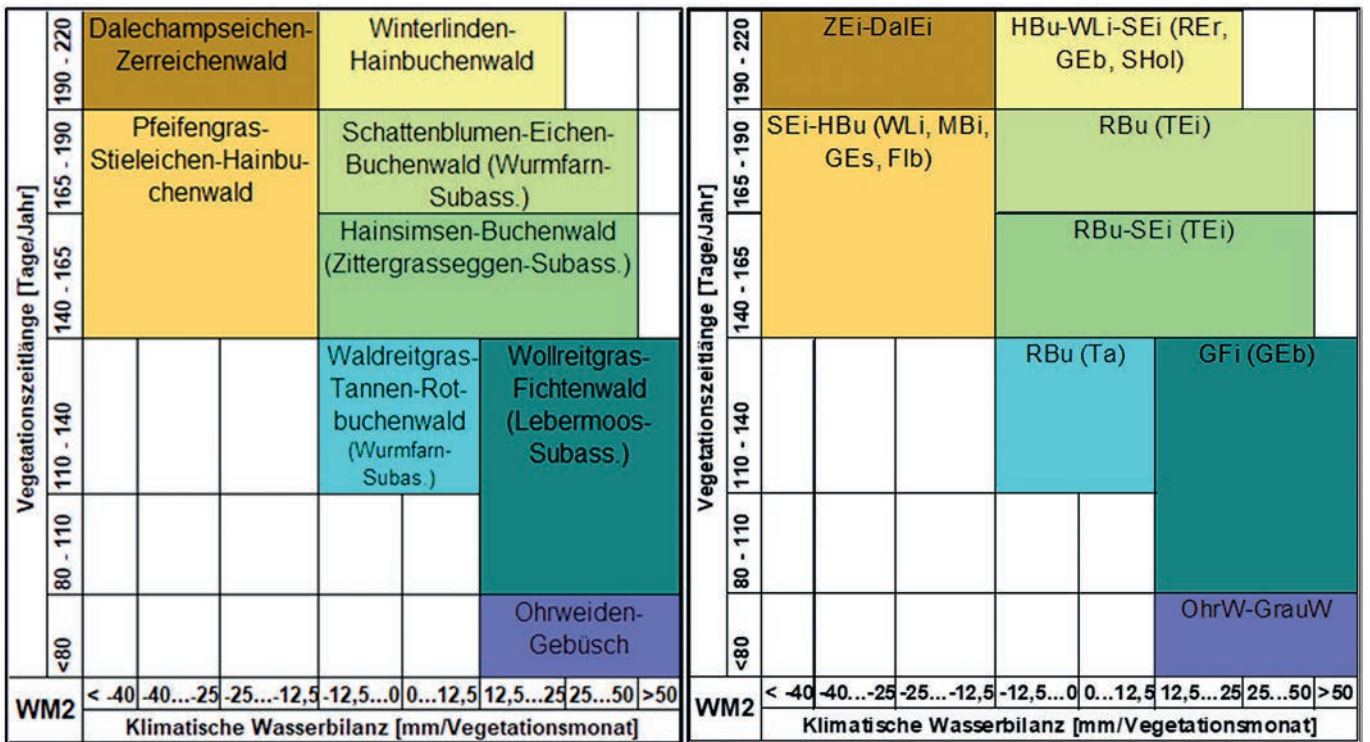 Vegetationszeitlänge [Tage/Jahr]
190 - 220
165 -190
140 - 165
110 - 140
80 - 110
<80
Dalechampseichen-
Zerreichenwald
Winterlinden-
Hainbuchenwald
Pfeifengras-
Stieleichen-Hainbu-
chenwald
Schattenblumen-Eichen-
Buchenwald (Wurmfarn-
Subass.)
Hainsimsen-Buchenwald
(Zittergrasseggen-Subass.)
Waldreitgras-
Tannen-Rot-
buchenwald
(Wurmfarn-
Subas.)
Wollreitgras-
Fichtenwald
(Lebermoos-
Subass.)
Ohrweiden-
Gebüsch
WM2
< -40 -40...-25 -25...-12,5 -12,5...0 0...12,5 12,5...25 25...50 >50
Klimatische Wasserbilanz [mm/Vegetationsmonat]
Vegetationszeitlänge [Tage/Jahr]
190 - 220
165 -190
140 - 165
110 - 140
80 - 110
<80
ZEi-DalEi
HBu-WLi-SEi (REr,
GEb, SHol)
SEi-HBu (WLi, MBi,
GEs, Flb)
RBu (TEi)
RBu-SEi (TEi)
RBu (Ta)
GFi (GEb)
OhrW-GrauW
WM2
< -40 -40...-25 -25...-12,5 -12,5...0 0...12,5 12,5...25 25...50 >50
Klimatische Wasserbilanz [mm/Vegetationsmonat]